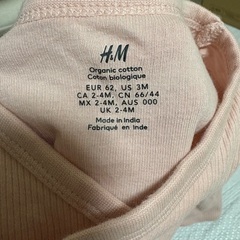 H&M
Organic cotton
Coton biologique
EUR 62, US 3M
CA 2-4M, CN 66/44
MX 2-4M, AUS 000
UK 2-4M
Made in India
Fabriqué en Inde